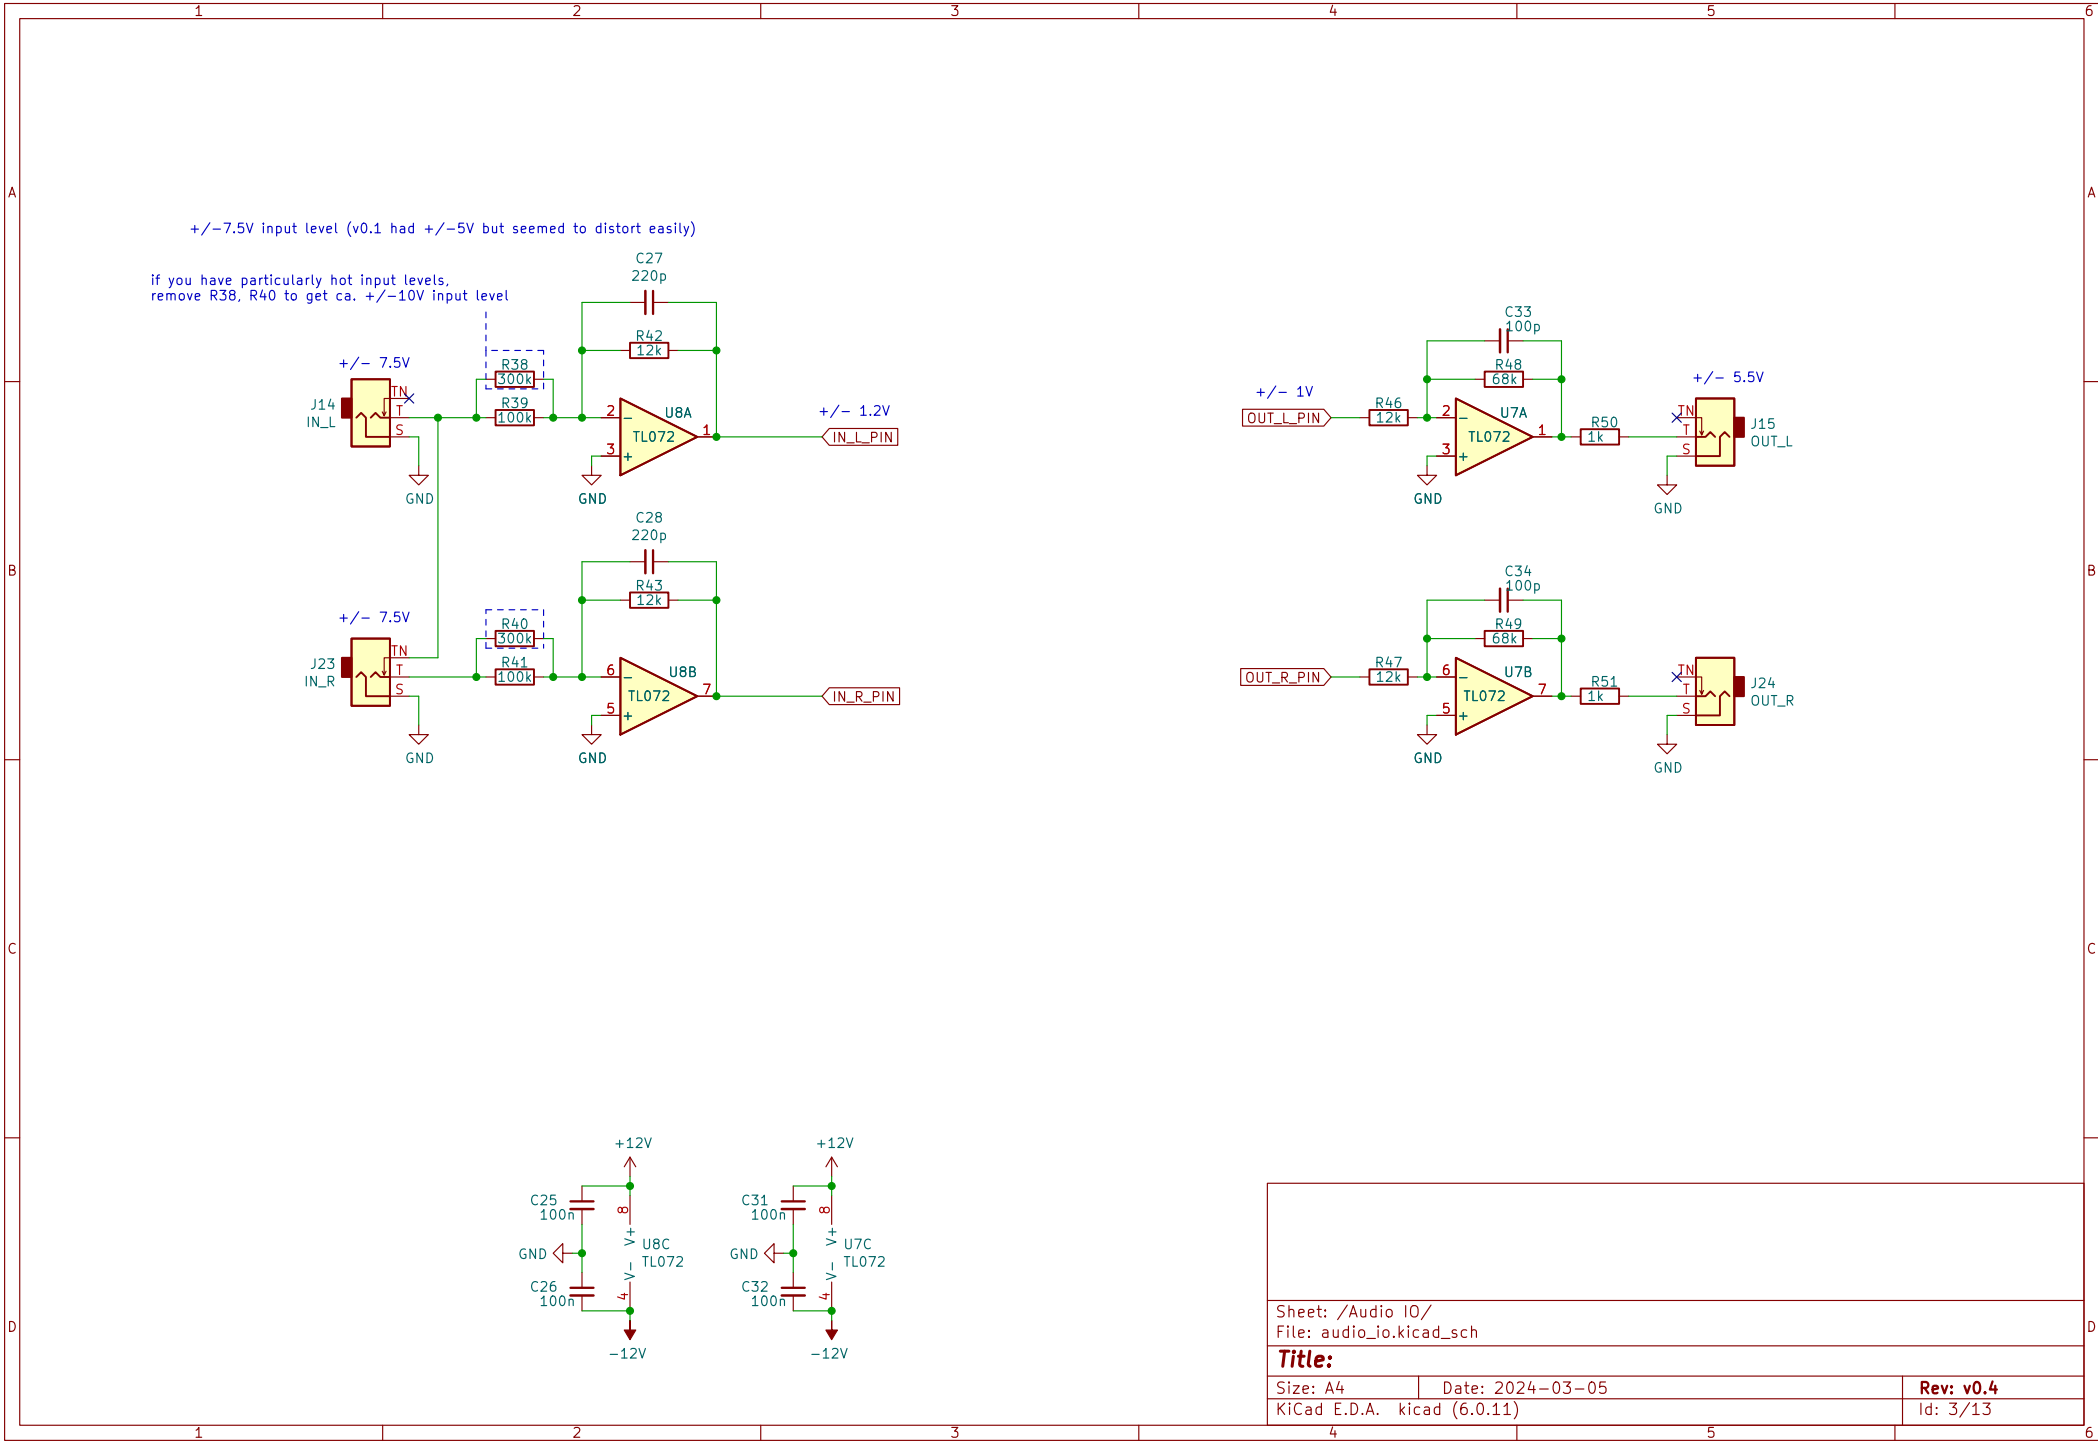 1 2 3 4 5 6
A A
+/-7.5V input level (v0.1 had +/-5V but seemed to distort easily)
if you have particularly hot input levels,
remove R38, R40 to get ca. +/-10V input level
C27
220p
R42
12k
+/- 7.5V
R38
300k
J14
IN_L
TN
T
S
R39
100k
2
3
-
+
U8A
TL072
1
+/- 1.2V
IN_L_PIN
GND
GND
C33
100p
R48
68k
+/- 1V
OUT_L_PIN
R46
12k
2
3
-
+
U7A
TL072
1
R50
1k
+/- 5.5V
TN
T
S
J15
OUT_L
GND
GND
B B
C28
220p
R43
12k
+/- 7.5V
R40
300k
J23
IN_R
TN
T
S
R41
100k
6
5
-
+
U8B
TL072
7
IN_R_PIN
GND
GND
C34
100p
R49
68k
OUT_R_PIN
R47
12k
6
5
-
+
U7B
TL072
7
R51
1k
TN
T
S
J24
OUT_R
GND
GND
C C
+12V
C25
100n
8
V+
GND
U8C
TL072
V-
C26
100n
4
-12V
+12V
C31
100n
8
V+
GND
U7C
TL072
V-
C32
100n
4
-12V
D D
Sheet: /Audio IO/
File: audio_io.kicad_sch
Title:
Size: A4 Date: 2024-03-05 Rev: v0.4
KiCad E.D.A. kicad (6.0.11) Id: 3/13
1 2 3 4 5 6